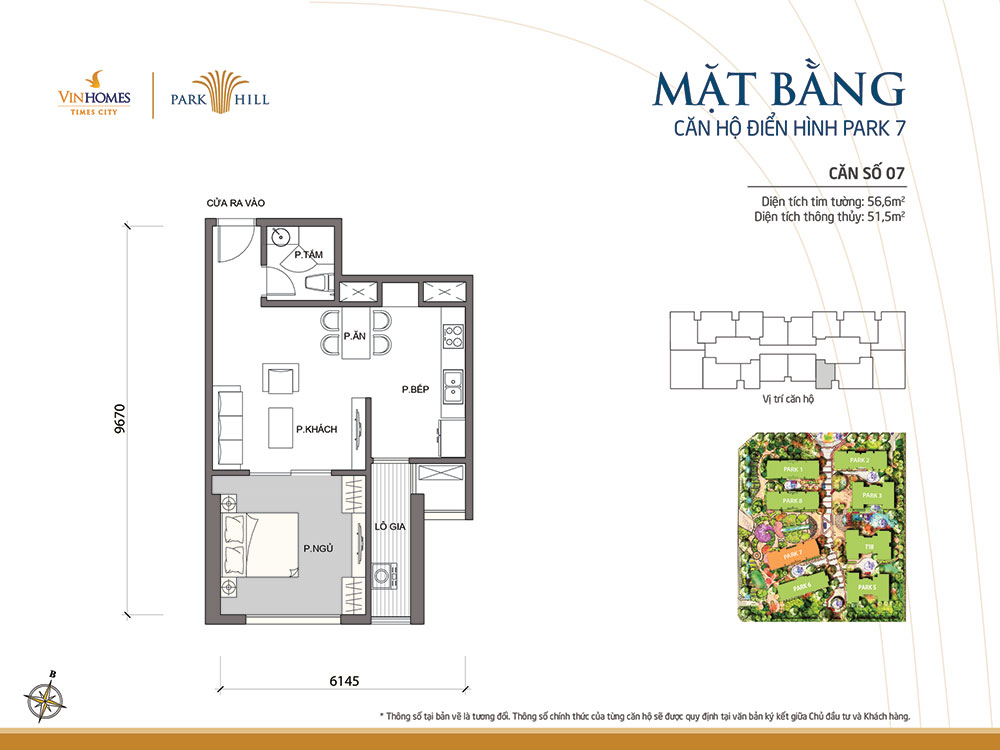 VINHOMES
TIMES CITY
PARK HILL
MẶT BẰNG
CĂN HỘ ĐIỂN HÌNH PARK 7
CĂN SỐ 07
Diện tích tim tường: 56,6m²
Diện tích thông thủy: 51,5m²
CỬA RA VÀO
P.TẮM
P.ĂN
P.BẾP
P.KHÁCH
LÔ GIA
P.NGỦ
9670
6145
Vị trí căn hộ
PARK 1
PARK 2
PARK 8
PARK 3
PARK 7
T18
PARK 6
PARK 5
B
* Thông số tại bản vẽ là tương đối. Thông số chính thức của từng căn hộ sẽ được quy định tại văn bản ký kết giữa Chủ đầu tư và Khách hàng.